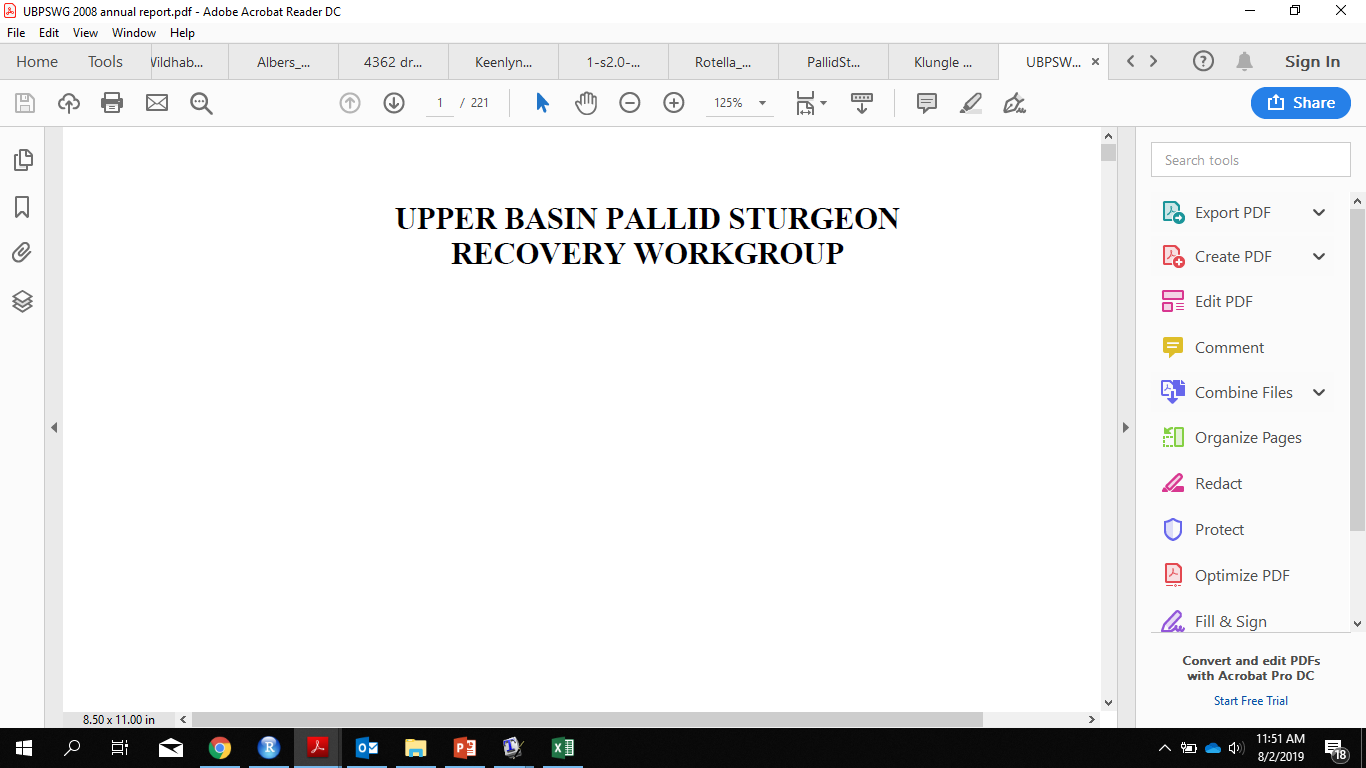 UBPSWG 2008 annual report.pdf - Adobe Acrobat Reader DC
File Edit View Window Help
Home Tools Vildhab... Albers_... 4362 dr... Keenlyn... 1-s2.0-... Rotella_... PallidSt... Klungle ... UBPSW... Sign In
1 / 221 125% Share
Search tools
UPPER BASIN PALLID STURGEON
RECOVERY WORKGROUP
Export PDF
Create PDF
Edit PDF
Comment
Combine Files
Organize Pages
Redact
Protect
Optimize PDF
Fill & Sign
Convert and edit PDFs
with Acrobat Pro DC
Start Free Trial
8.50 x 11.00 in
11:51 AM
8/2/2019
18